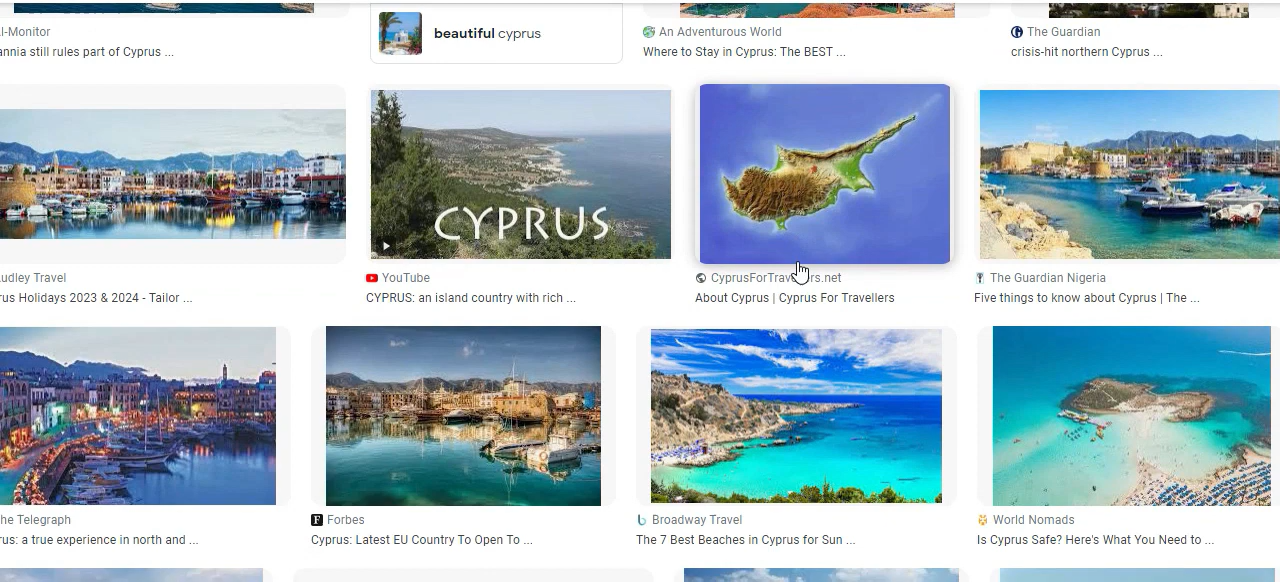 l-Monitor
annia still rules part of Cyprus ...
beautiful cyprus
An Adventurous World
Where to Stay in Cyprus: The BEST ...
The Guardian
crisis-hit northern Cyprus ...
udley Travel
rus Holidays 2023 & 2024 - Tailor ...
CYPRUS
YouTube
CYPRUS: an island country with rich ...
CyprusForTrav rs.net
About Cyprus | Cyprus For Travellers
The Guardian Nigeria
Five things to know about Cyprus | The ...
he Telegraph
rus: a true experience in north and ...
F
Forbes
Cyprus: Latest EU Country To Open To ...
Broadway Travel
The 7 Best Beaches in Cyprus for Sun ...
World Nomads
Is Cyprus Safe? Here's What You Need to ...